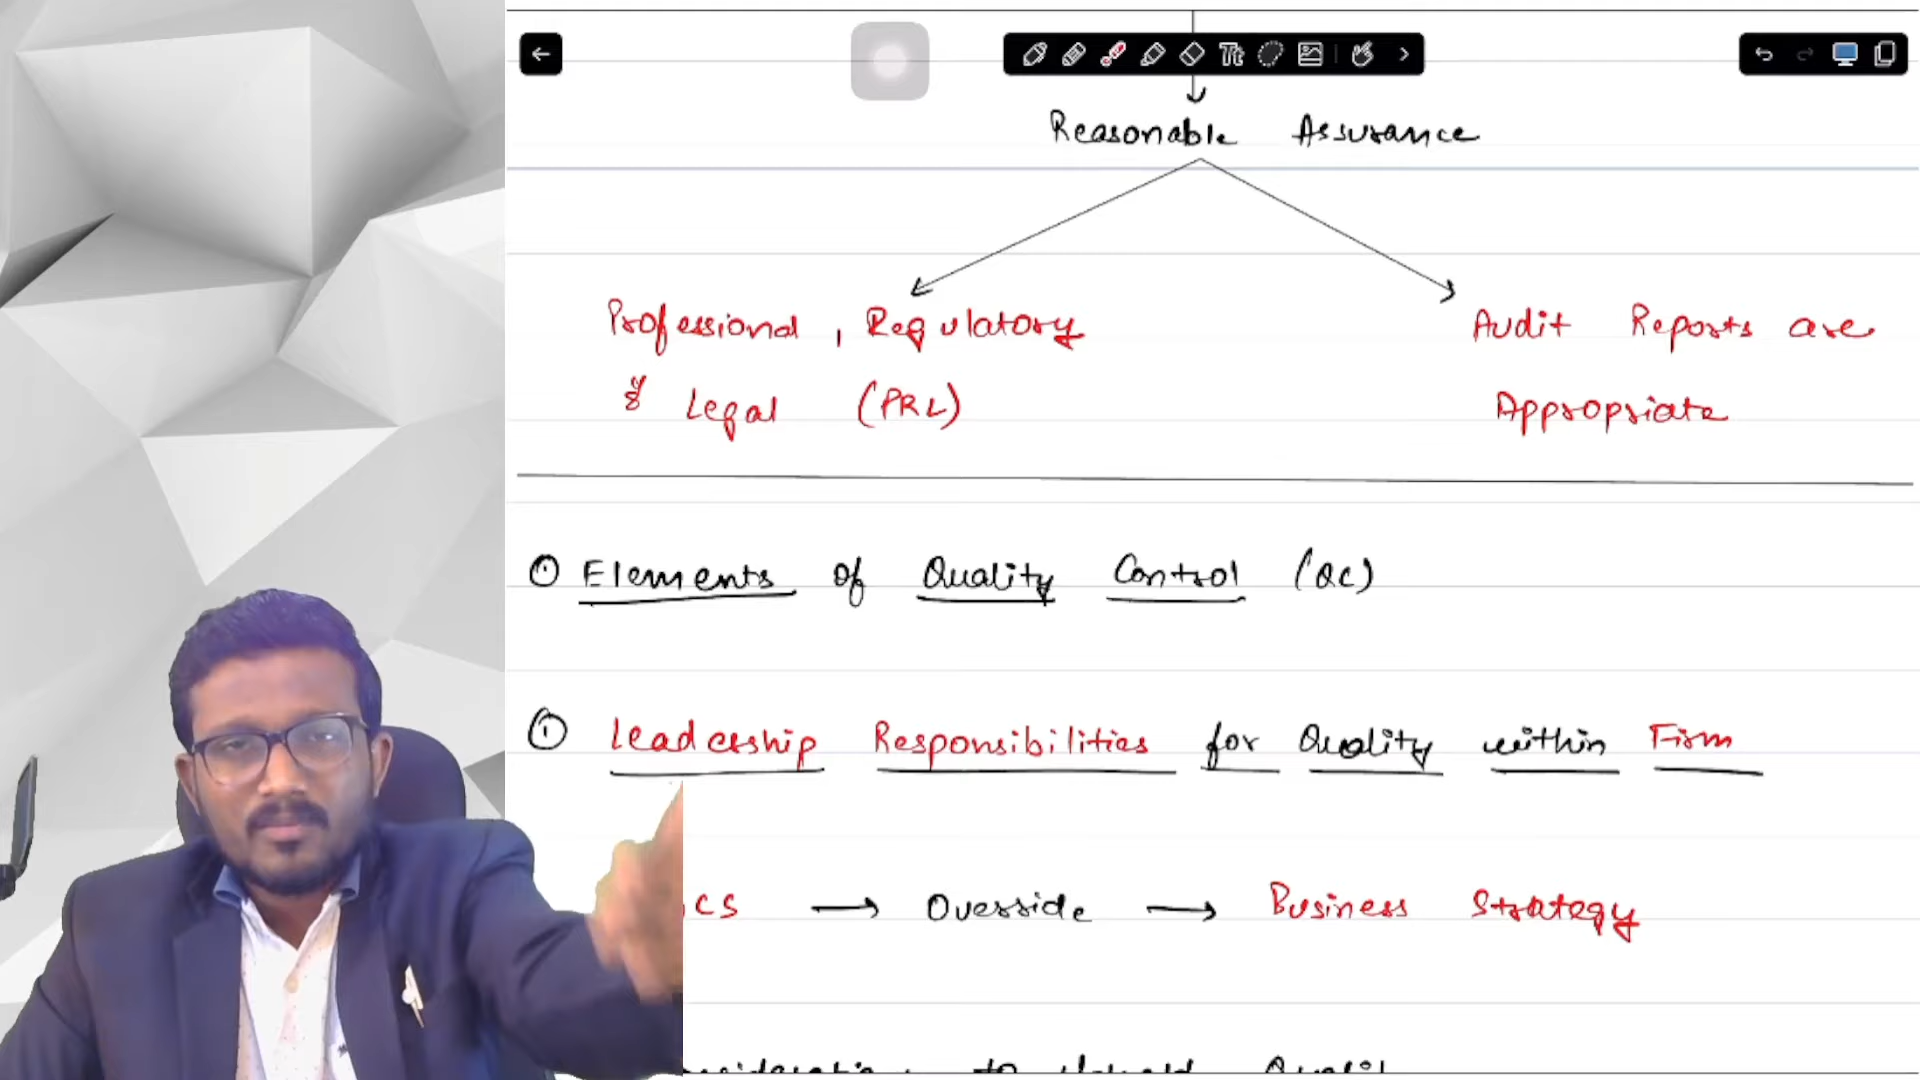 Reasonable Assurance
Professional, Regulatory
& Legal (PRL)
Audit Reports are
Appropriate
① Elements of Quality Control (QC)
① Leadership Responsibilities for Quality within Firm
cs → Override → Business Strategy
to